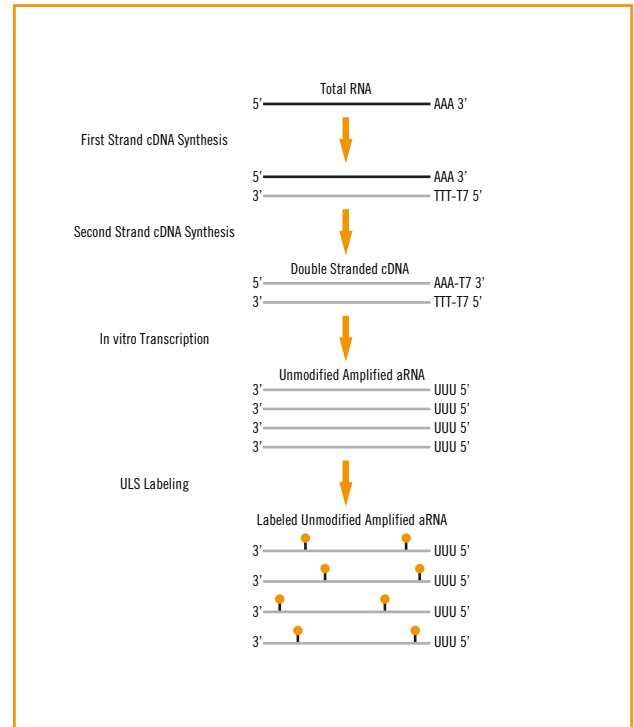 Total RNA
5' AAA 3'
First Strand cDNA Synthesis
5' AAA 3'
3' TTT-T7 5'
Second Strand cDNA Synthesis
Double Stranded cDNA
5' AAA-T7 3'
3' TTT-T7 5'
In vitro Transcription
Unmodified Amplified aRNA
3' UUU 5'
3' UUU 5'
3' UUU 5'
3' UUU 5'
ULS Labeling
Labeled Unmodified Amplified aRNA
3' UUU 5'
3' UUU 5'
3' UUU 5'
3' UUU 5'